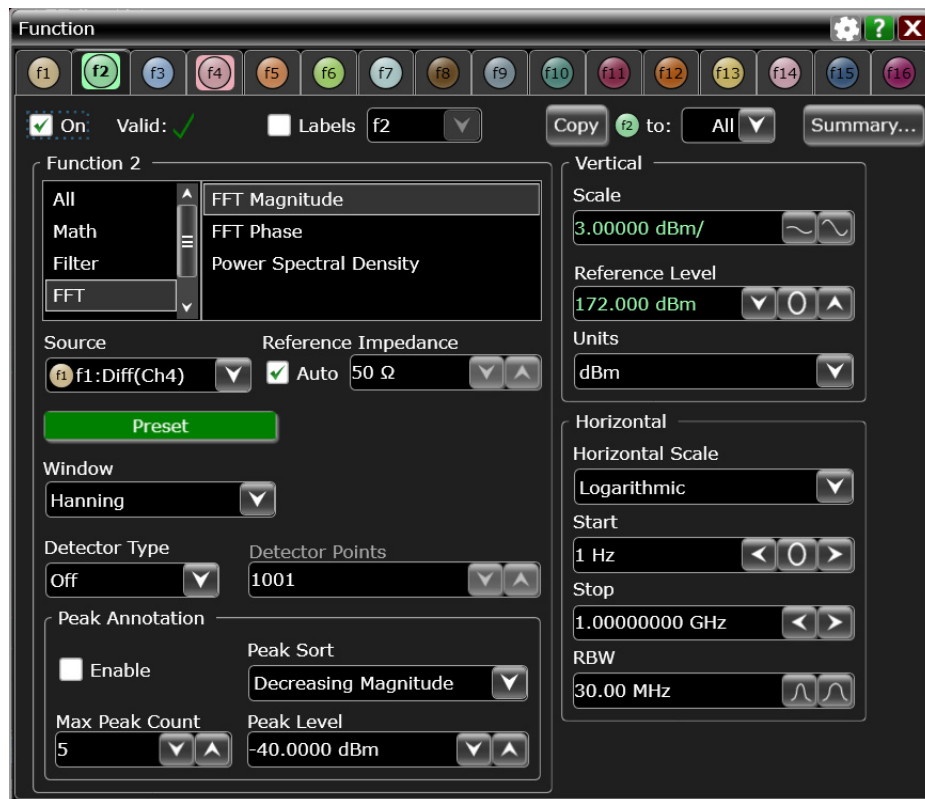 Function
?
X
f1 f2 f3 f4 f5 f6 f7 f8 f9 f10 f11 f12 f13 f14 f15 f16
On Valid: Labels f2 Copy f2 to: All Summary...
Function 2
All
Math
Filter
FFT
FFT Magnitude
FFT Phase
Power Spectral Density
Source
f1 f1:Diff(Ch4)
Reference Impedance
Auto 50 Ω
Preset
Window
Hanning
Detector Type
Off
Detector Points
1001
Peak Annotation
Enable
Peak Sort
Decreasing Magnitude
Max Peak Count
5
Peak Level
-40.0000 dBm
Vertical
Scale
3.00000 dBm/
Reference Level
172.000 dBm
0
Units
dBm
Horizontal
Horizontal Scale
Logarithmic
Start
1 Hz
0
Stop
1.00000000 GHz
RBW
30.00 MHz